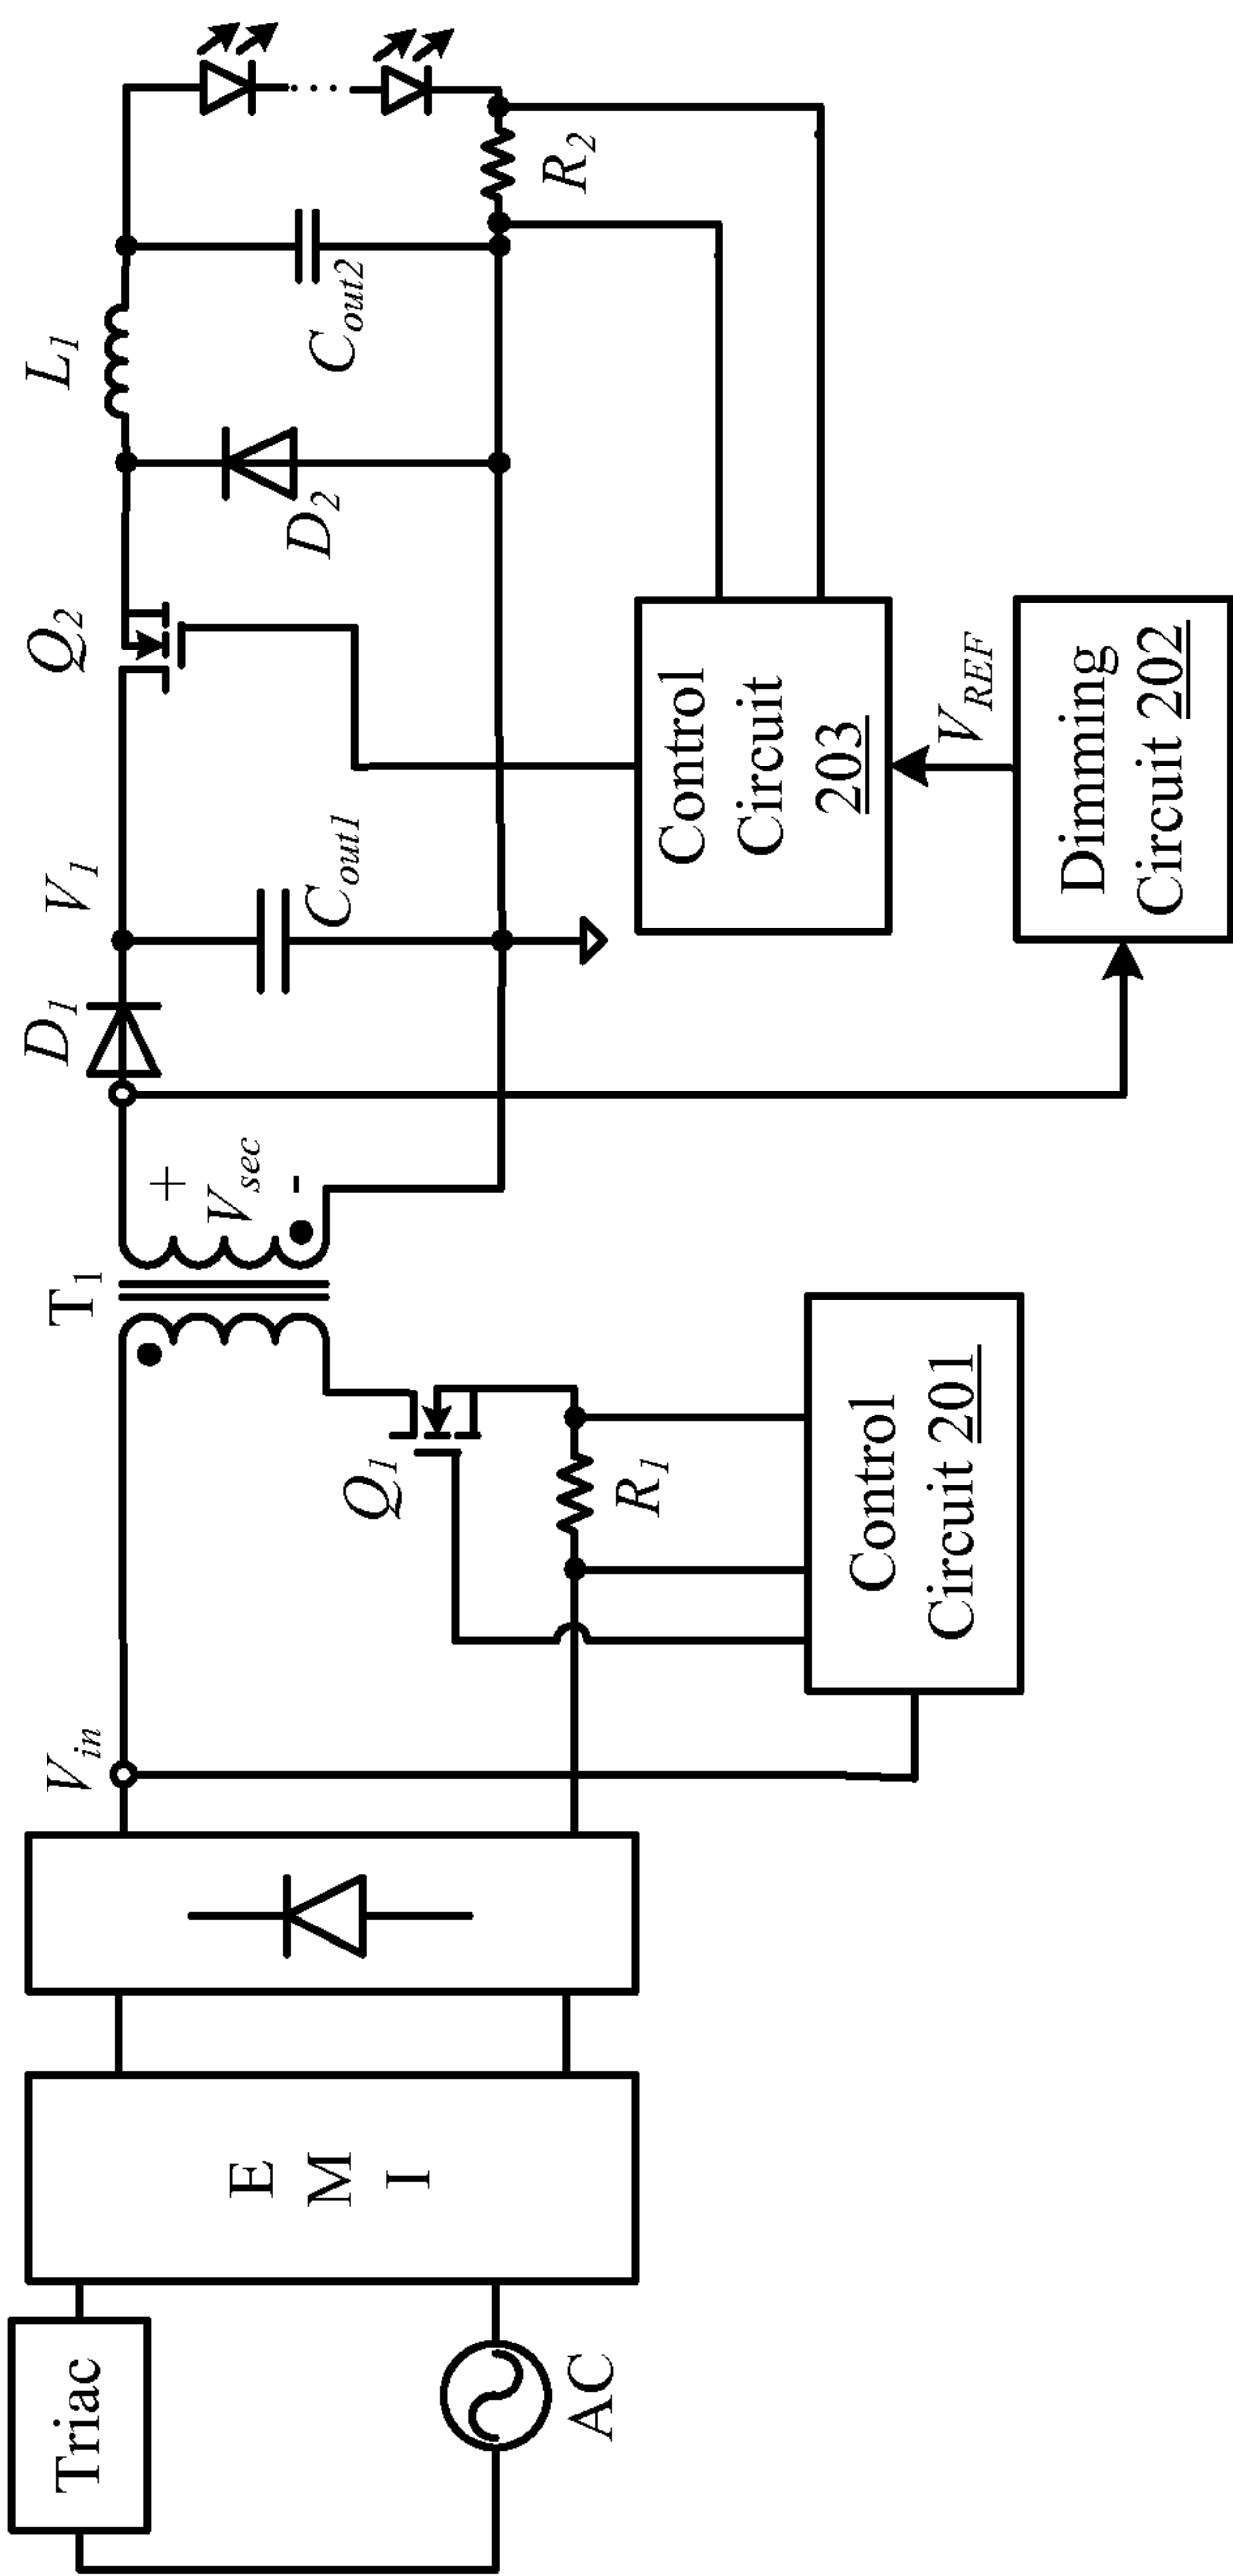 Triac
AC
E
M
I
V_in
T_1
+
V_sec
-
Q_1
R_1
Control
Circuit 201
D_1
V_1
C_out1
Q_2
D_2
L_1
C_out2
R_2
Control
Circuit
203
V_REF
Dimming
Circuit 202